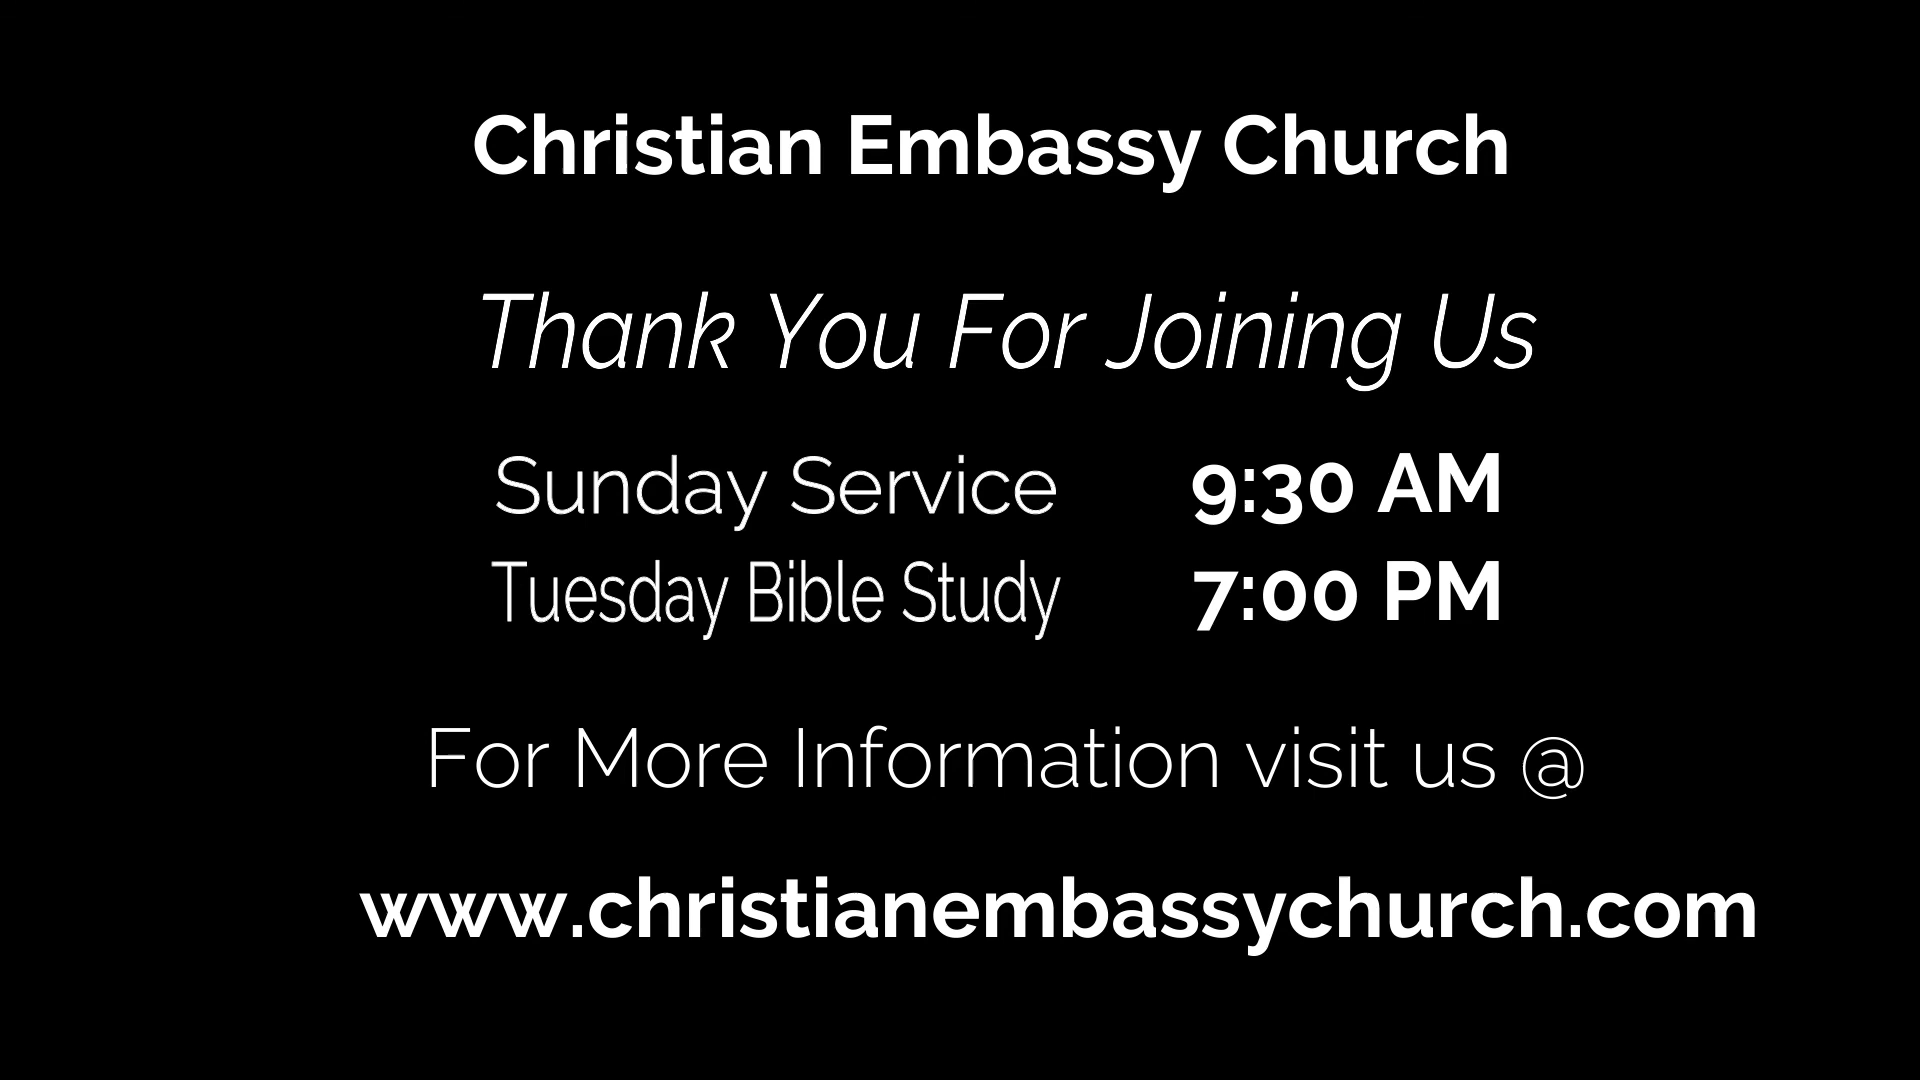 Christian Embassy Church
Thank You For Joining Us
Sunday Service 9:30 AM
Tuesday Bible Study 7:00 PM
For More Information visit us @
www.christianembassychurch.com